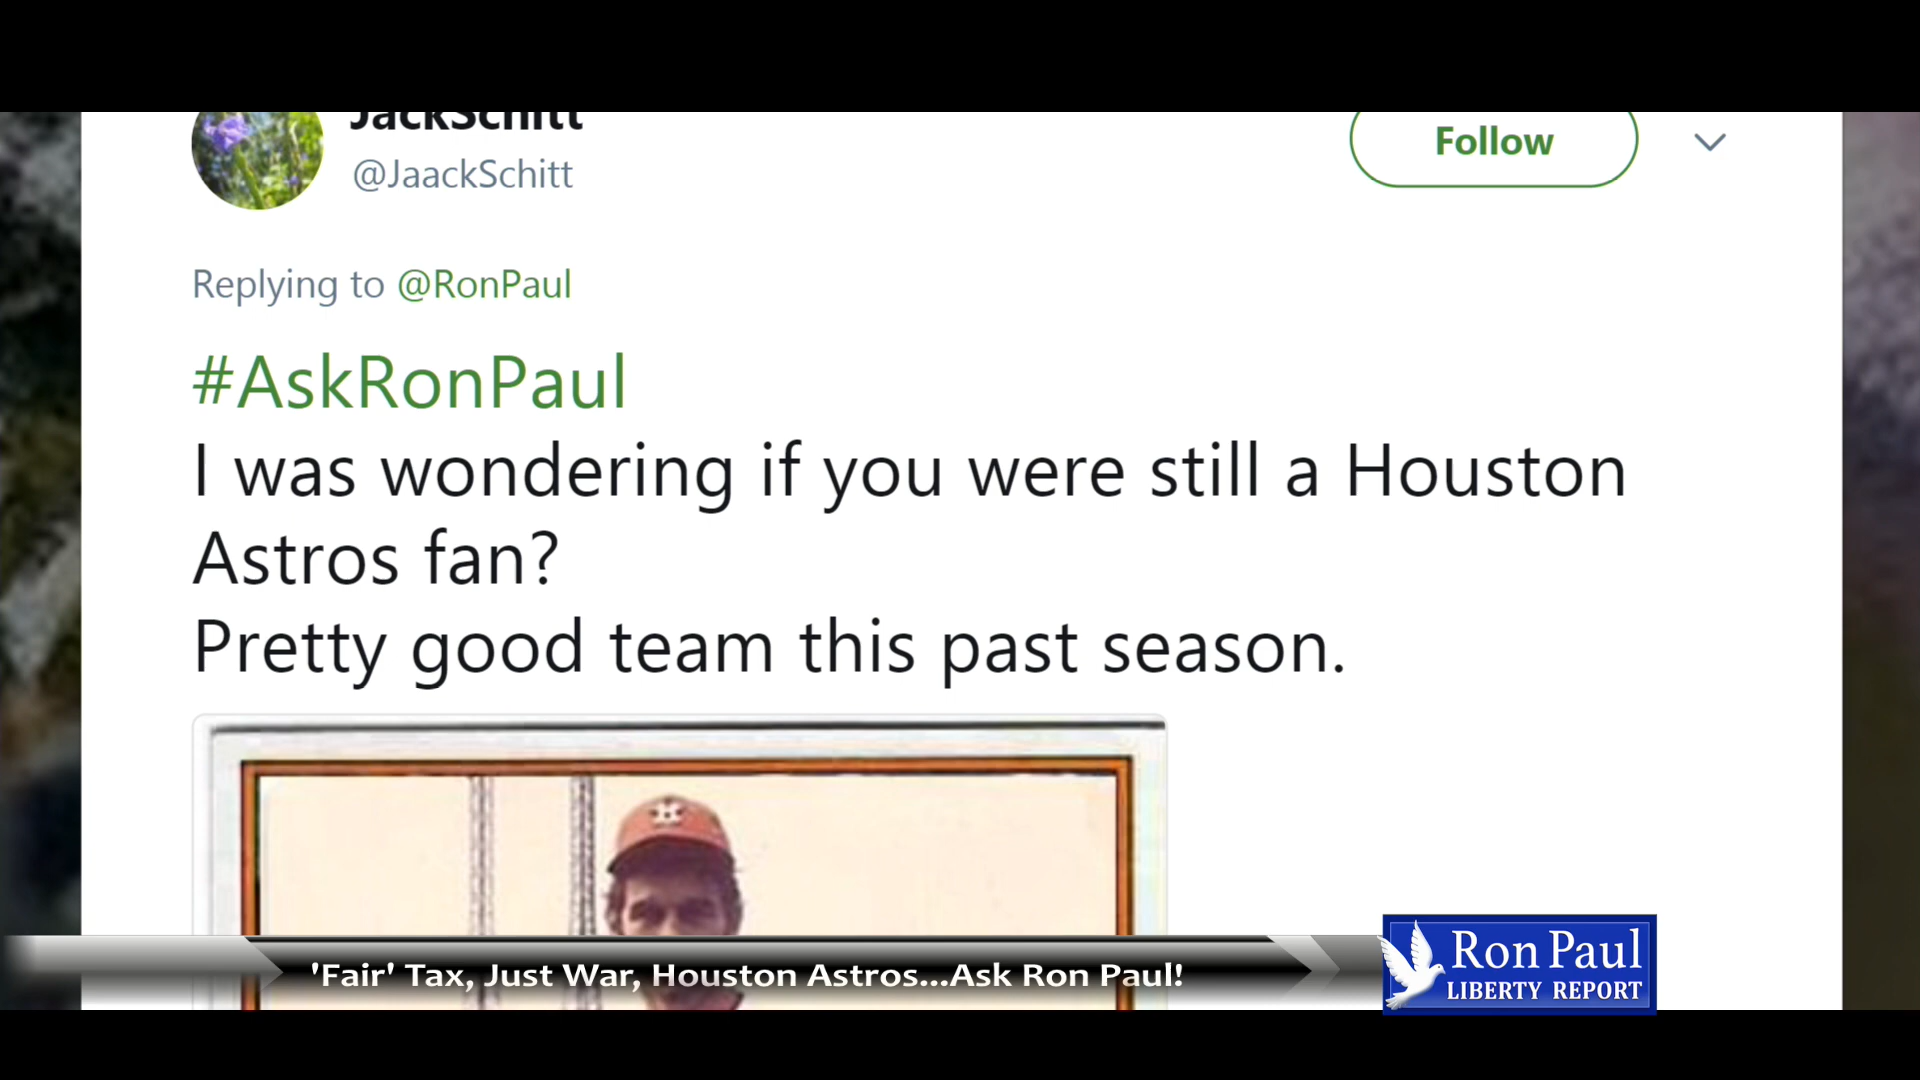 JackSchitt
@JaackSchitt
Follow
Replying to @RonPaul
#AskRonPaul
I was wondering if you were still a Houston
Astros fan?
Pretty good team this past season.
'Fair' Tax, Just War, Houston Astros...Ask Ron Paul!
Ron Paul
LIBERTY REPORT